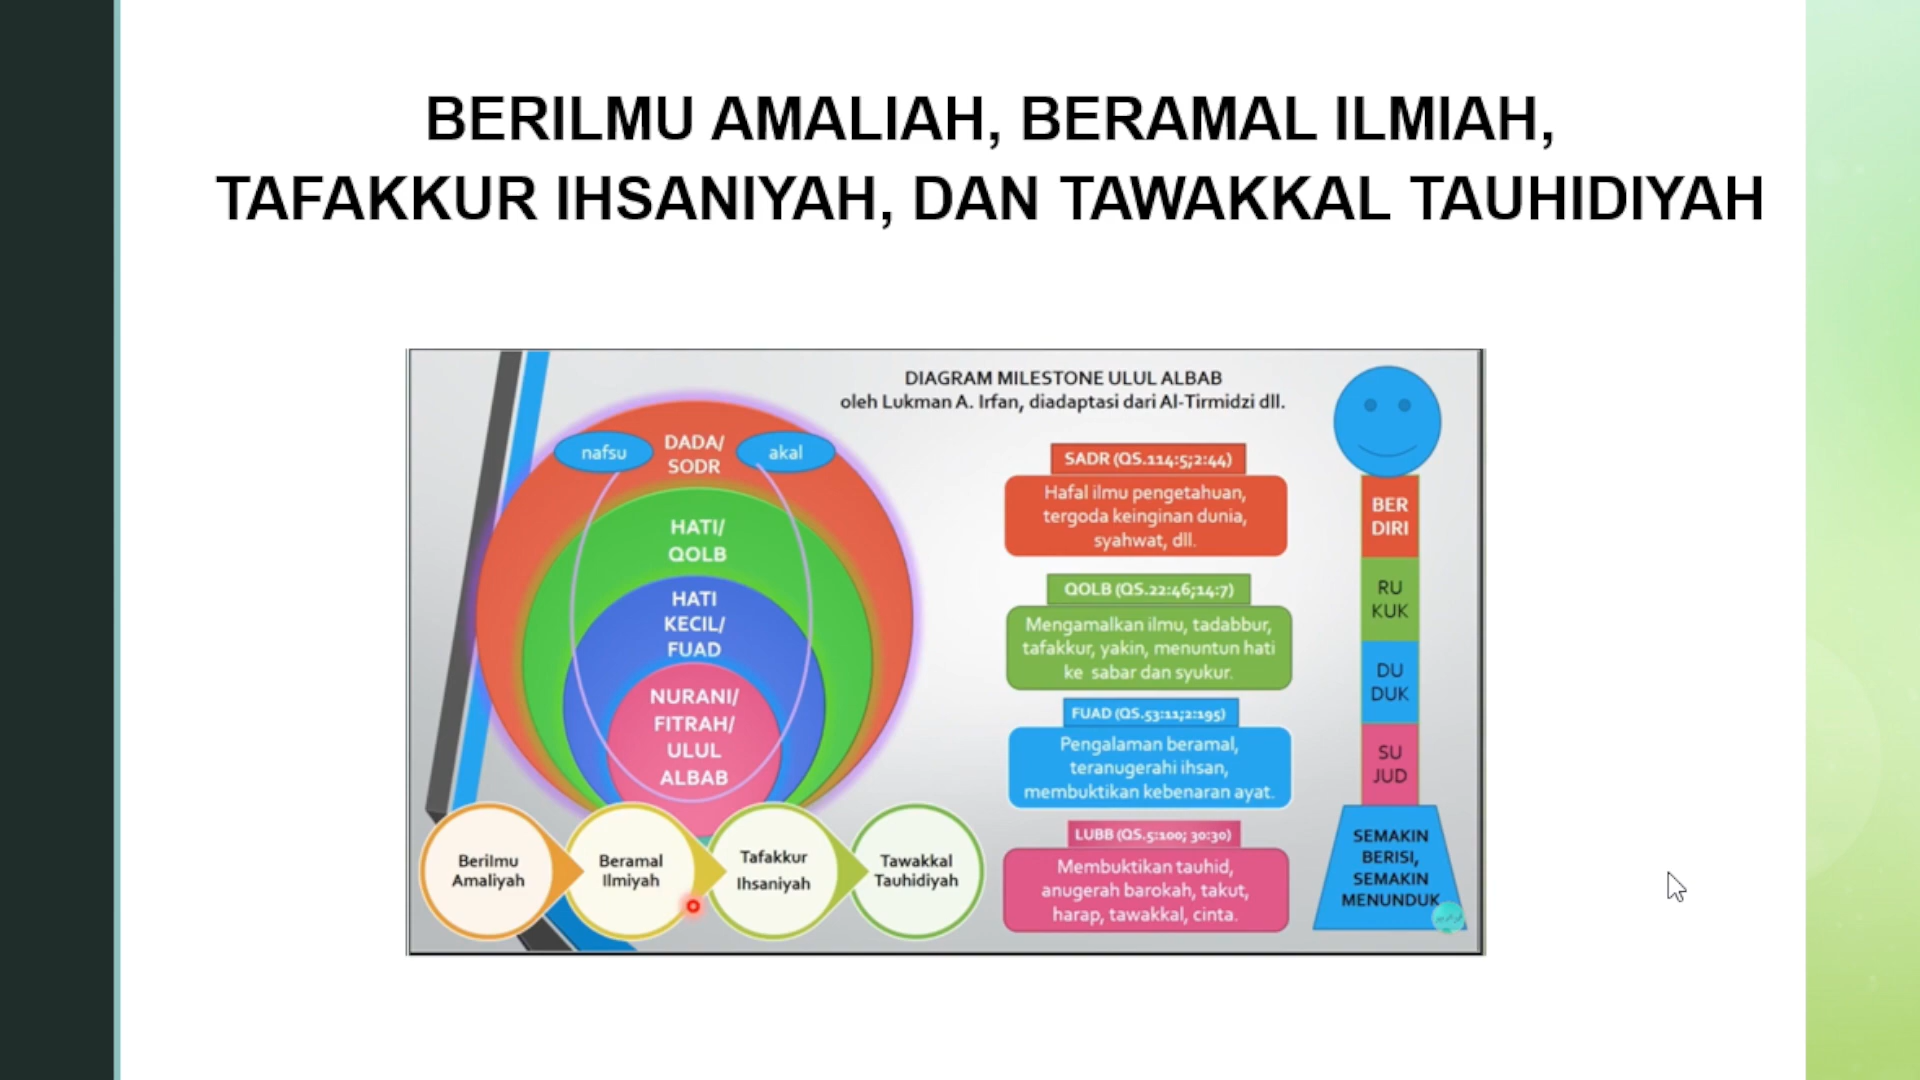 BERILMU AMALIAH, BERAMAL ILMIAH,
TAFAKKUR IHSANIYAH, DAN TAWAKKAL TAUHIDIYAH
DIAGRAM MILESTONE ULUL ALBAB
oleh Lukman A. Irfan, diadaptasi dari Al-Tirmidzi dll.
nafsu
DADA/
SODR
akal
HATI/
QOLB
HATI
KECIL/
FUAD
NURANI/
FITRAH/
ULUL
ALBAB
Berilmu
Amaliyah
Beramal
Ilmiyah
Tafakkur
Ihsaniyah
Tawakkal
Tauhidiyah
SADR (QS.114:5;2:44)
Hafal ilmu pengetahuan,
tergoda keinginan dunia,
syahwat, dll.
QOLB (QS.22:46;14:7)
Mengamalkan ilmu, tadabbur,
tafakkur, yakin, menuntun hati
ke sabar dan syukur.
FUAD (QS.53:11;2:195)
Pengalaman beramal,
teranugerahi ihsan,
membuktikan kebenaran ayat.
LUBB (QS.5:100; 30:30)
Membuktikan tauhid,
anugerah barokah, takut,
harap, tawakkal, cinta.
BER
DIRI
RU
KUK
DU
DUK
SU
JUD
SEMAKIN
BERISI,
SEMAKIN
MENUNDUK